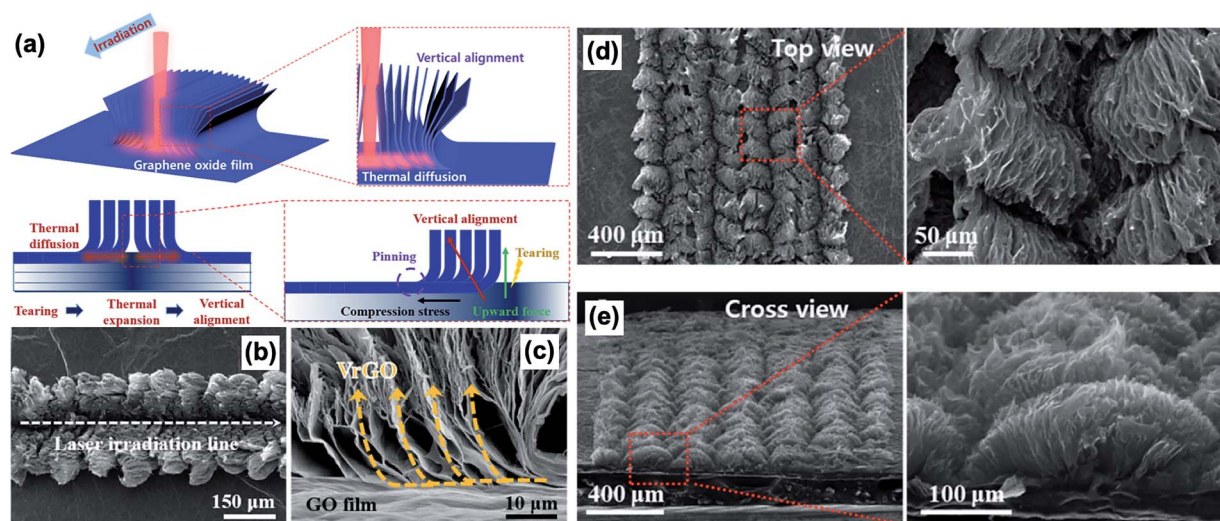 (a)
Irradiation
Graphene oxide film
Vertical alignment
Thermal diffusion
Thermal
diffusion
Tearing
Thermal
expansion
Vertical
alignment
Vertical alignment
Pinning
Tearing
Compression stress
Upward force
(b)
Laser irradiation line
150 μm
(c)
VrGO
GO film
10 μm
(d)
Top view
400 μm
50 μm
(e)
Cross view
400 μm
100 μm